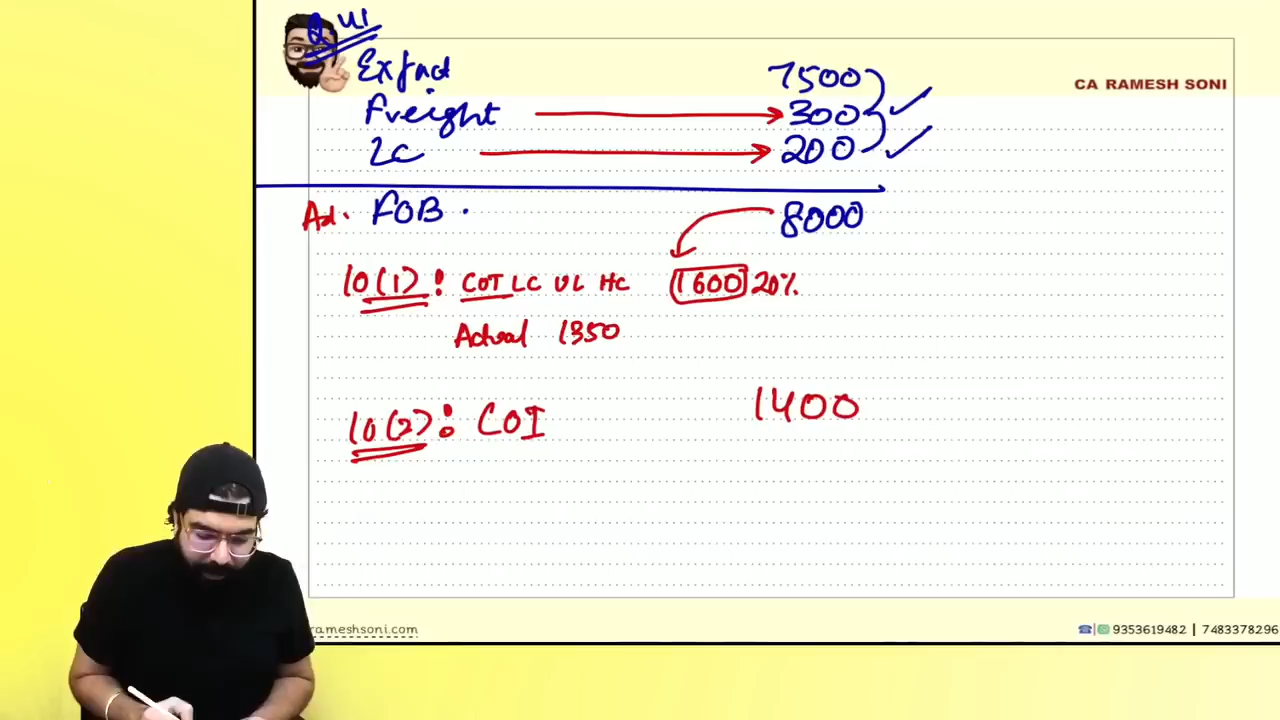 Q 41
CA RAMESH SONI
Exfact 7500
Freight 300
LC 200
Ad. FOB. 8000
10(1): COT LC UL HC 1600 20%
Actual 1350
10(2): COI 1400
rameshsoni.com
9353619482 | 7483378296